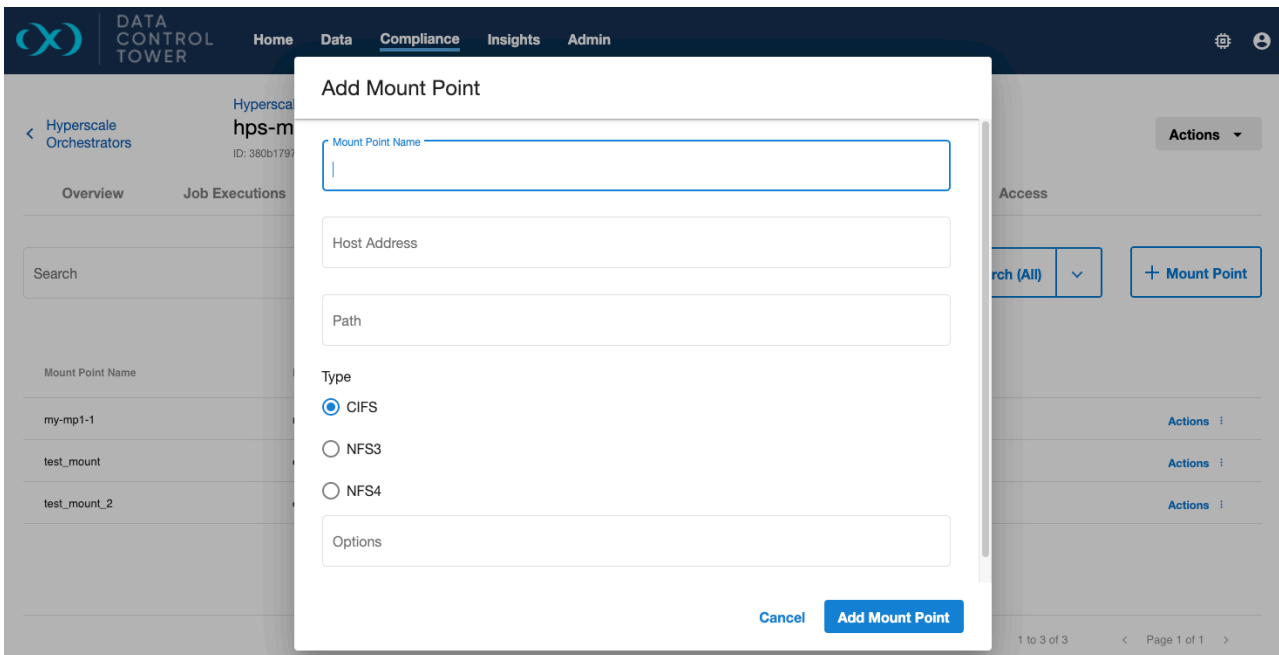 DATA
CONTROL
TOWER
Home Data Compliance Insights Admin
Hyperscale
Orchestrators
ID: 380b1797
Actions
Overview Job Executions Access
Search
(All)
+ Mount Point
Mount Point Name
my-mp1-1 Actions
test_mount Actions
test_mount_2 Actions
1 to 3 of 3 < Page 1 of 1 >
Add Mount Point
Mount Point Name
Host Address
Path
Type
CIFS
NFS3
NFS4
Options
Cancel Add Mount Point